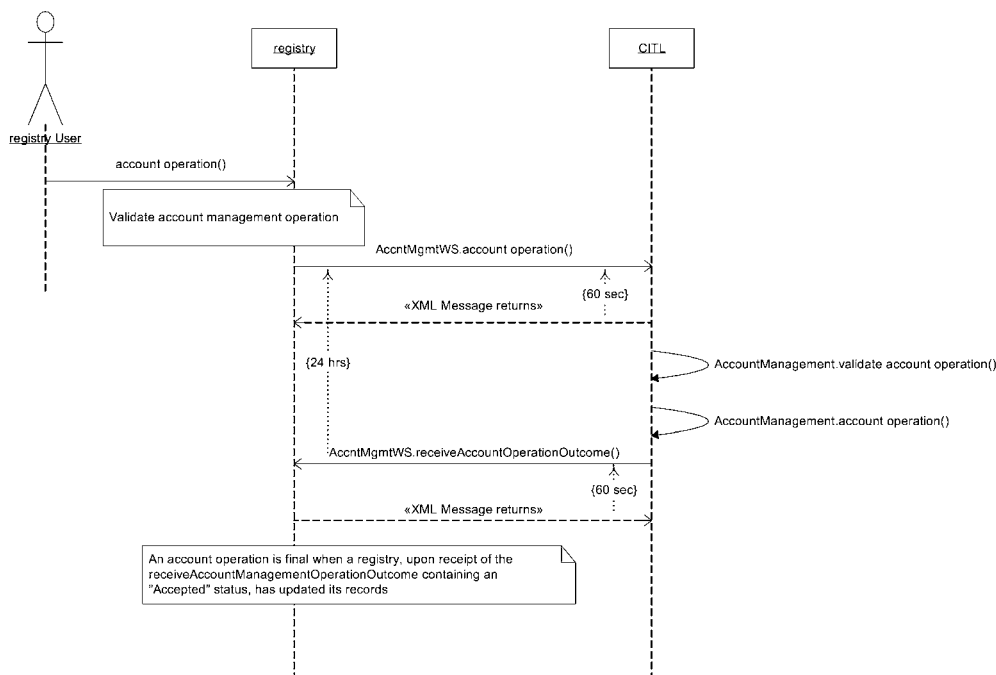 registry
CITL
registry User
account operation()
Validate account management operation
AccntMgmtWS.account operation()
{60 sec}
«XML Message returns»
{24 hrs}
AccountManagement.validate account operation()
AccountManagement.account operation()
AccntMgmtWS.receiveAccountOperationOutcome()
{60 sec}
«XML Message returns»
An account operation is final when a registry, upon receipt of the
receiveAccountManagementOperationOutcome containing an
"Accepted" status, has updated its records